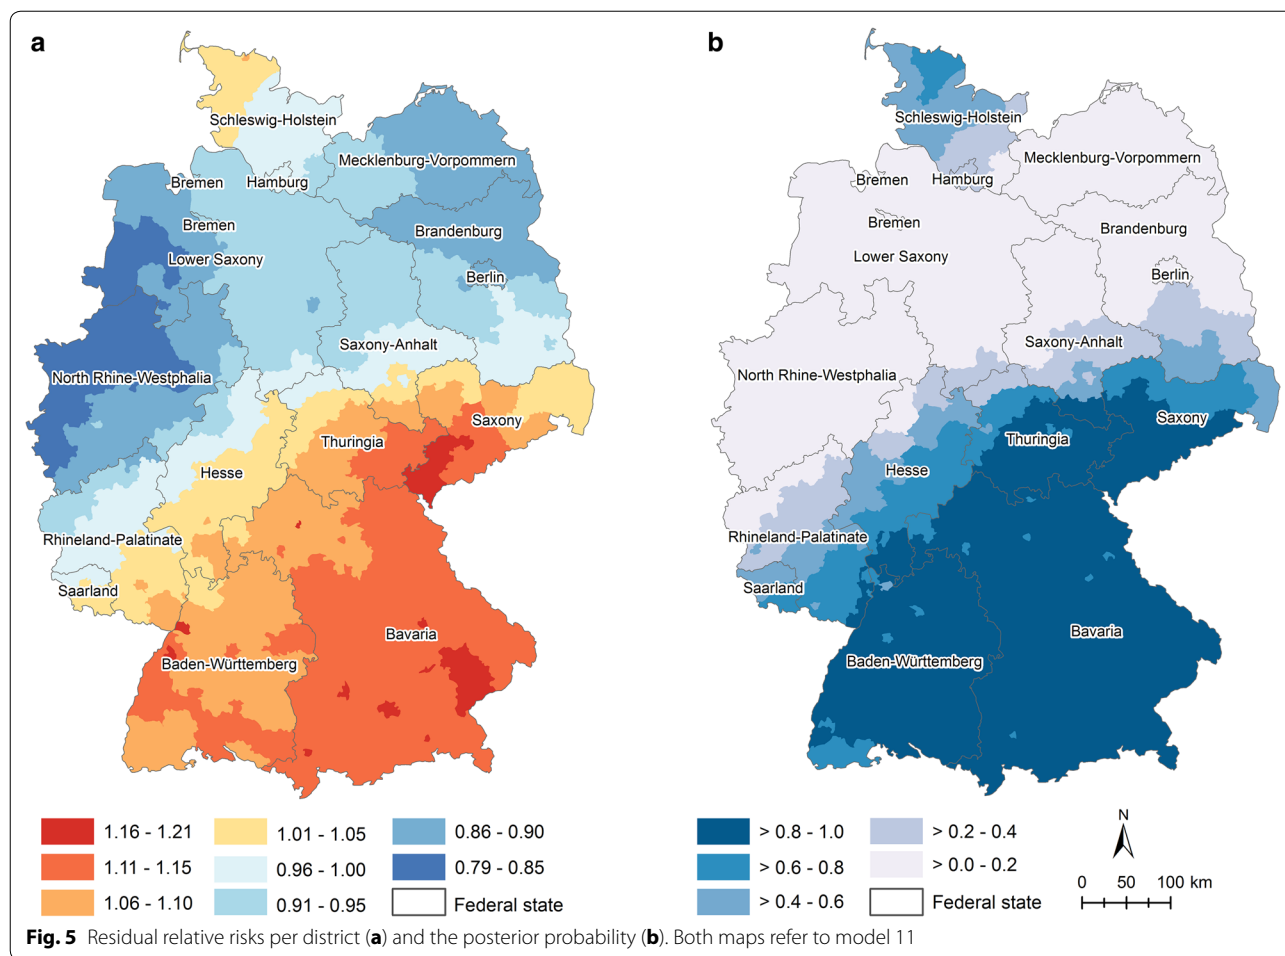 a
Schleswig-Holstein
Mecklenburg-Vorpommern
Bremen
Hamburg
Bremen
Brandenburg
Lower Saxony
Berlin
Saxony-Anhalt
North Rhine-Westphalia
Saxony
Thuringia
Hesse
Rhineland-Palatinate
Saarland
Bavaria
Baden-Württemberg
1.16 - 1.21
1.11 - 1.15
1.06 - 1.10
1.01 - 1.05
0.96 - 1.00
0.91 - 0.95
0.86 - 0.90
0.79 - 0.85
Federal state
b
Schleswig-Holstein
Mecklenburg-Vorpommern
Bremen
Hamburg
Bremen
Brandenburg
Lower Saxony
Berlin
Saxony-Anhalt
North Rhine-Westphalia
Saxony
Thuringia
Hesse
Rhineland-Palatinate
Saarland
Bavaria
Baden-Württemberg
> 0.8 - 1.0
> 0.6 - 0.8
> 0.4 - 0.6
> 0.2 - 0.4
> 0.0 - 0.2
Federal state
N
0 50 100 km
Fig. 5 Residual relative risks per district (a) and the posterior probability (b). Both maps refer to model 11